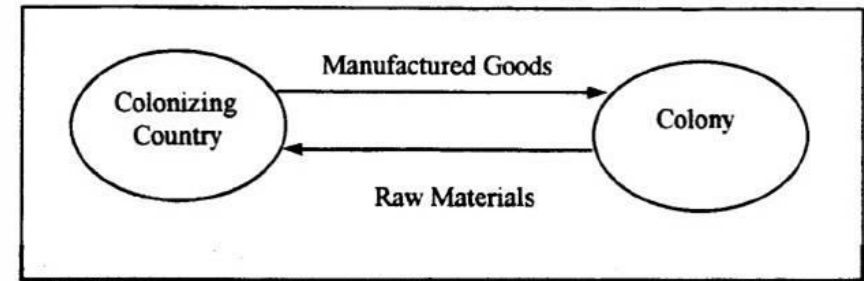 Manufactured Goods
Colonizing
Country
Colony
Raw Materials